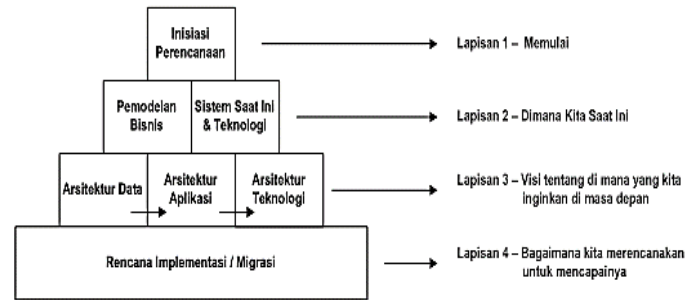 Inisiasi
Perencanaan
Lapisan 1 – Memulai
Pemodelan
Bisnis
Sistem Saat Ini
& Teknologi
Lapisan 2 – Dimana Kita Saat Ini
Arsitektur Data
Arsitektur
Aplikasi
Arsitektur
Teknologi
Lapisan 3 – Visi tentang di mana yang kita
inginkan di masa depan
Rencana Implementasi / Migrasi
Lapisan 4 – Bagaimana kita merencanakan
untuk mencapainya